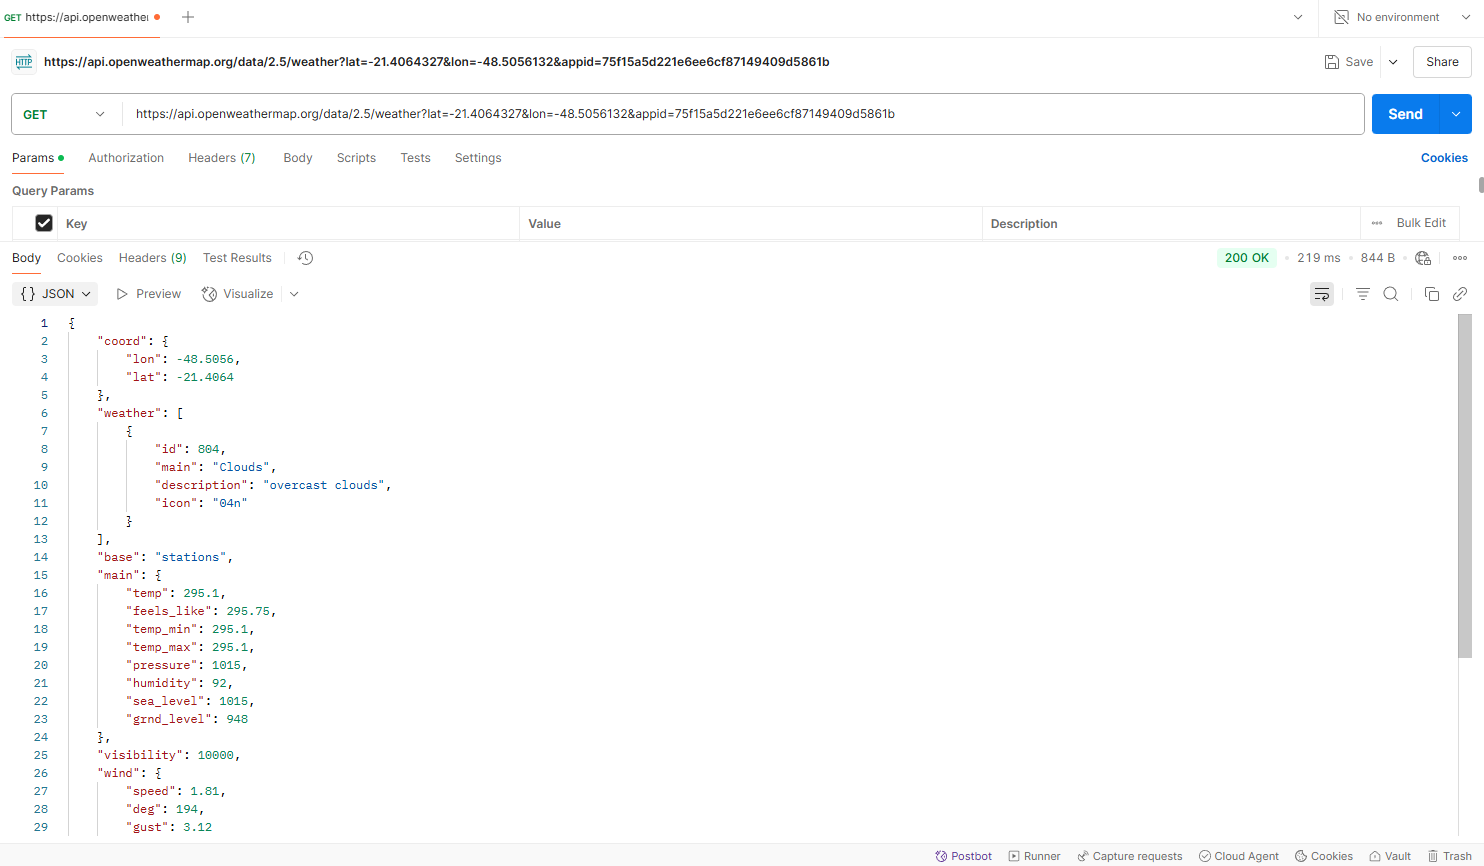 GET https://api.openweather
No environment
HTTP https://api.openweathermap.org/data/2.5/weather?lat=-21.4064327&lon=-48.5056132&appid=75f15a5d221e6ee6cf87149409d5861b
Save Share
GET https://api.openweathermap.org/data/2.5/weather?lat=-21.4064327&lon=-48.5056132&appid=75f15a5d221e6ee6cf87149409d5861b Send
Params Authorization Headers (7) Body Scripts Tests Settings Cookies
Query Params
Key Value Description Bulk Edit
Body Cookies Headers (9) Test Results 200 OK 219 ms 844 B
{} JSON Preview Visualize
1 {
2 "coord": {
3 "lon": -48.5056,
4 "lat": -21.4064
5 },
6 "weather": [
7 {
8 "id": 804,
9 "main": "Clouds",
10 "description": "overcast clouds",
11 "icon": "04n"
12 }
13 ],
14 "base": "stations",
15 "main": {
16 "temp": 295.1,
17 "feels_like": 295.75,
18 "temp_min": 295.1,
19 "temp_max": 295.1,
20 "pressure": 1015,
21 "humidity": 92,
22 "sea_level": 1015,
23 "grnd_level": 948
24 },
25 "visibility": 10000,
26 "wind": {
27 "speed": 1.81,
28 "deg": 194,
29 "gust": 3.12
Postbot Runner Capture requests Cloud Agent Cookies Vault Trash